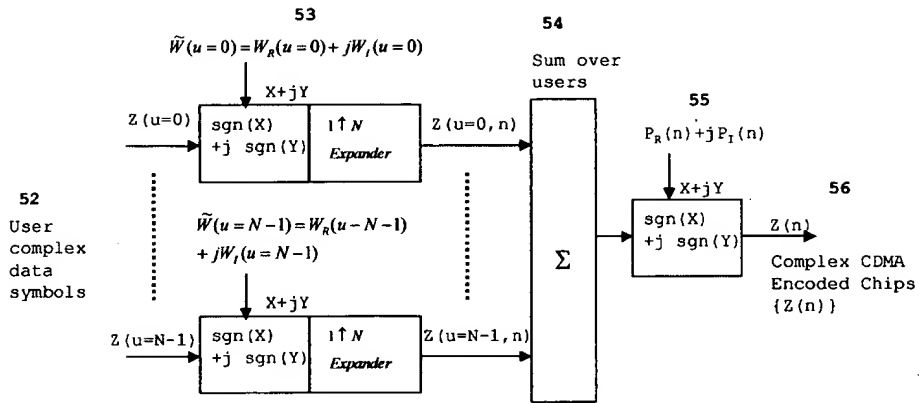 53
54
W̃(u=0)=W_R(u=0)+jW_I(u=0)
Sum over
users
X+jY
55
Z(u=0)
sgn(X)
+j sgn(Y)
1↑N
Expander
Z(u=0,n)
P_R(n)+jP_I(n)
52
User
complex
data
symbols
W̃(u=N-1)=W_R(u-N-1)
+jW_I(u=N-1)
X+jY
Σ
X+jY
sgn(X)
+j sgn(Y)
56
Z(n)
Complex CDMA
Encoded Chips
{Z(n)}
Z(u=N-1)
sgn(X)
+j sgn(Y)
1↑N
Expander
Z(u=N-1,n)